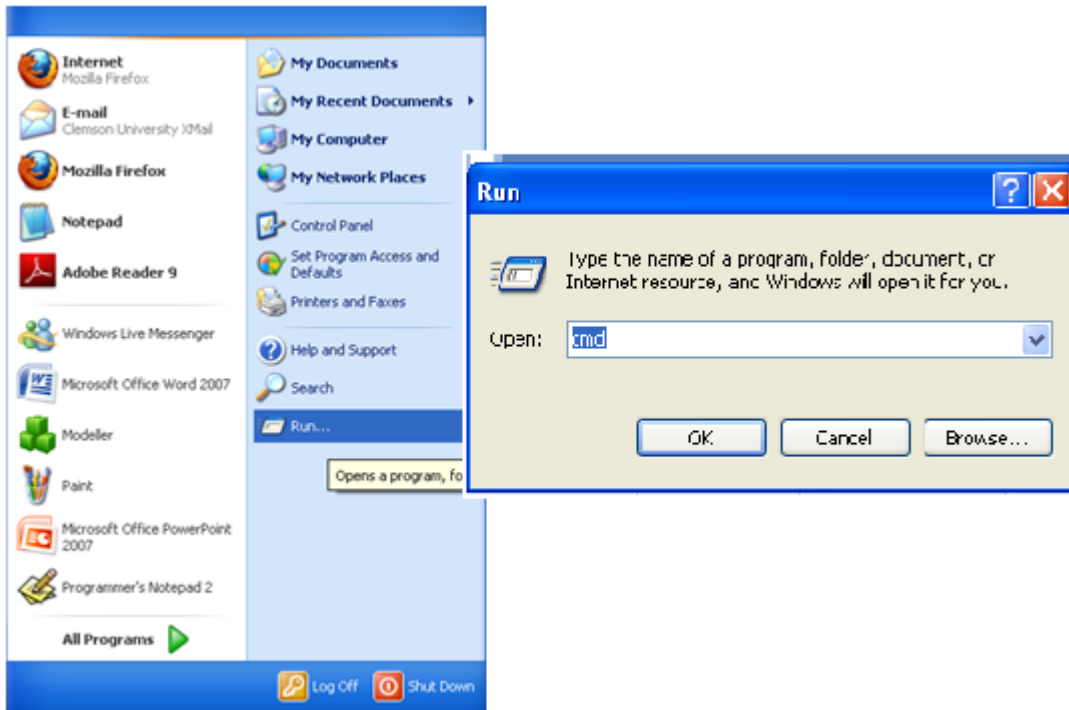 Internet
Mozilla Firefox
E-mail
Clemson University XMail
Mozilla Firefox
Notepad
Adobe Reader 9
Windows Live Messenger
Microsoft Office Word 2007
Modeller
Paint
Microsoft Office PowerPoint
2007
Programmer's Notepad 2
All Programs
My Documents
My Recent Documents
My Computer
My Network Places
Control Panel
Set Program Access and
Defaults
Printers and Faxes
Help and Support
Search
Run...
Opens a program, fo
Log Off
Shut Down
Run
Type the name of a program, folder, document, or
Internet resource, and Windows will open it for you.
Open:
cmd
OK
Cancel
Browse...